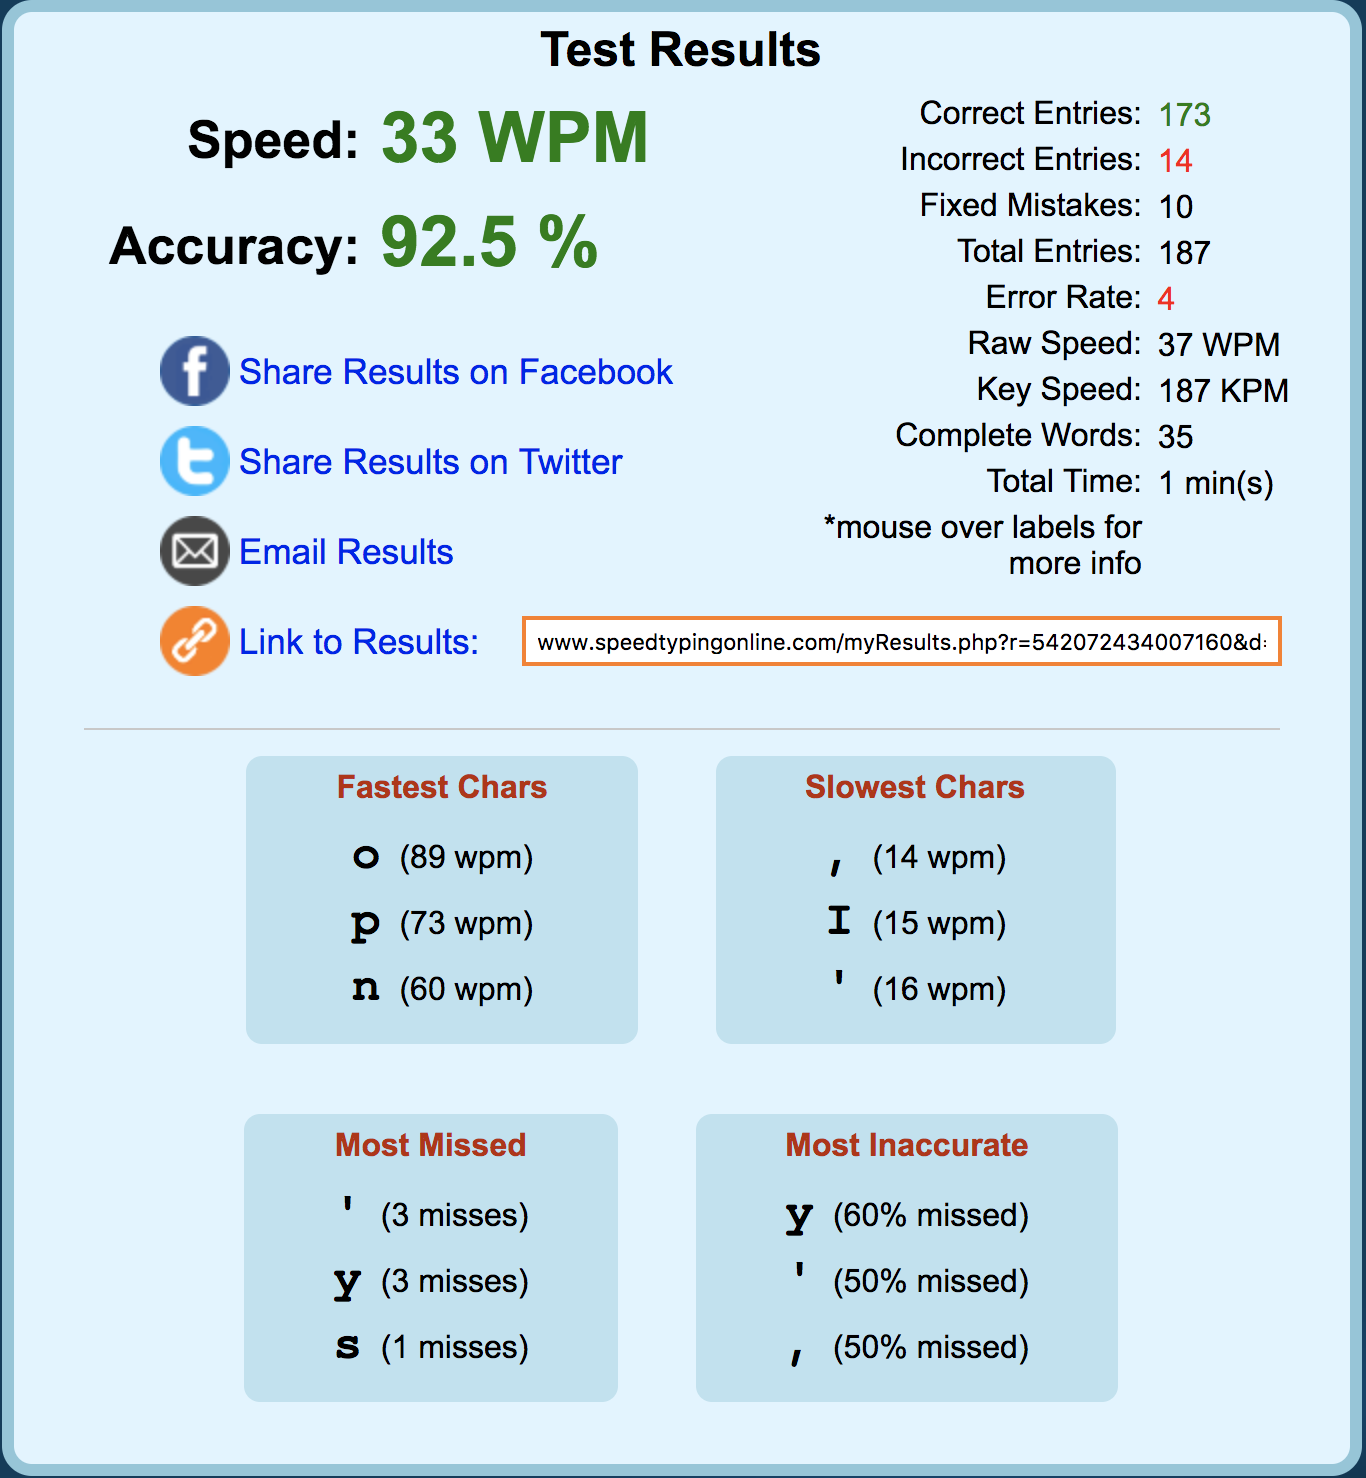 Test Results
Speed: 33 WPM
Accuracy: 92.5 %
Share Results on Facebook
Share Results on Twitter
Email Results
Link to Results: www.speedtypingonline.com/myResults.php?r=542072434007160&d:
Correct Entries: 173
Incorrect Entries: 14
Fixed Mistakes: 10
Total Entries: 187
Error Rate: 4
Raw Speed: 37 WPM
Key Speed: 187 KPM
Complete Words: 35
Total Time: 1 min(s)
*mouse over labels for
more info
Fastest Chars
o (89 wpm)
p (73 wpm)
n (60 wpm)
Slowest Chars
, (14 wpm)
I (15 wpm)
' (16 wpm)
Most Missed
' (3 misses)
y (3 misses)
s (1 misses)
Most Inaccurate
y (60% missed)
' (50% missed)
, (50% missed)